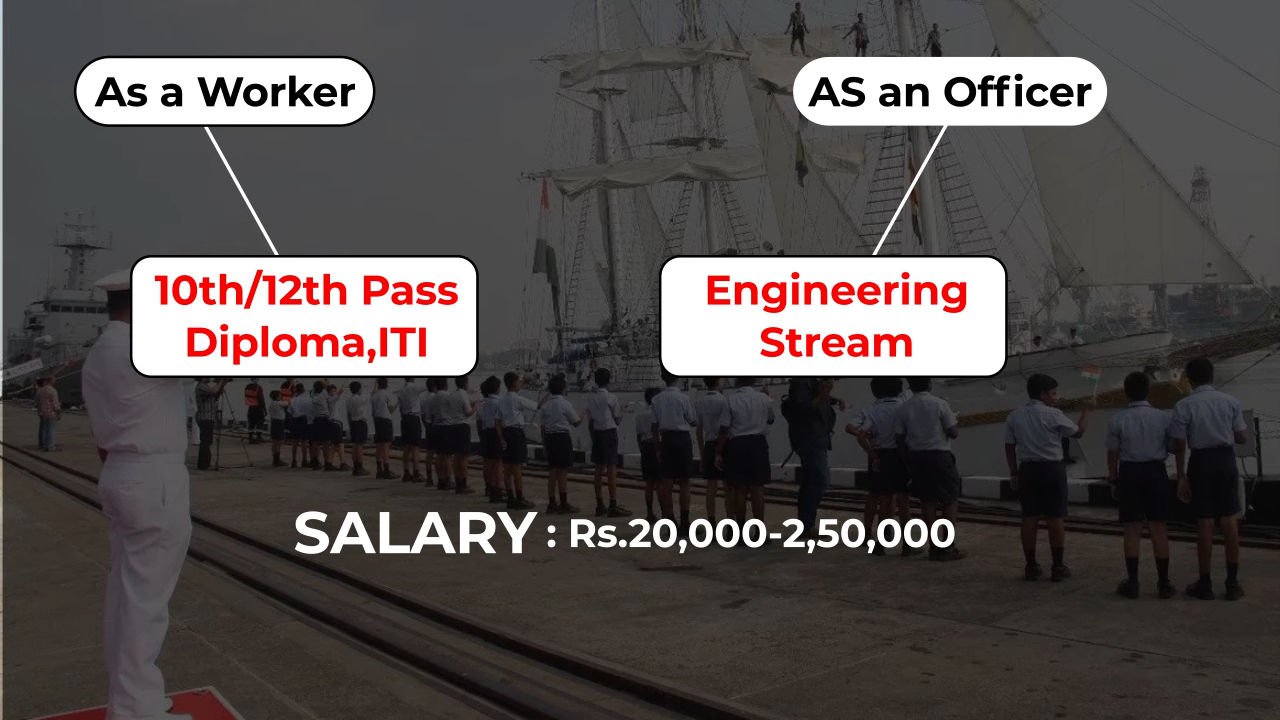 As a Worker
AS an Officer
10th/12th Pass
Diploma,ITI
Engineering
Stream
SALARY : Rs.20,000-2,50,000